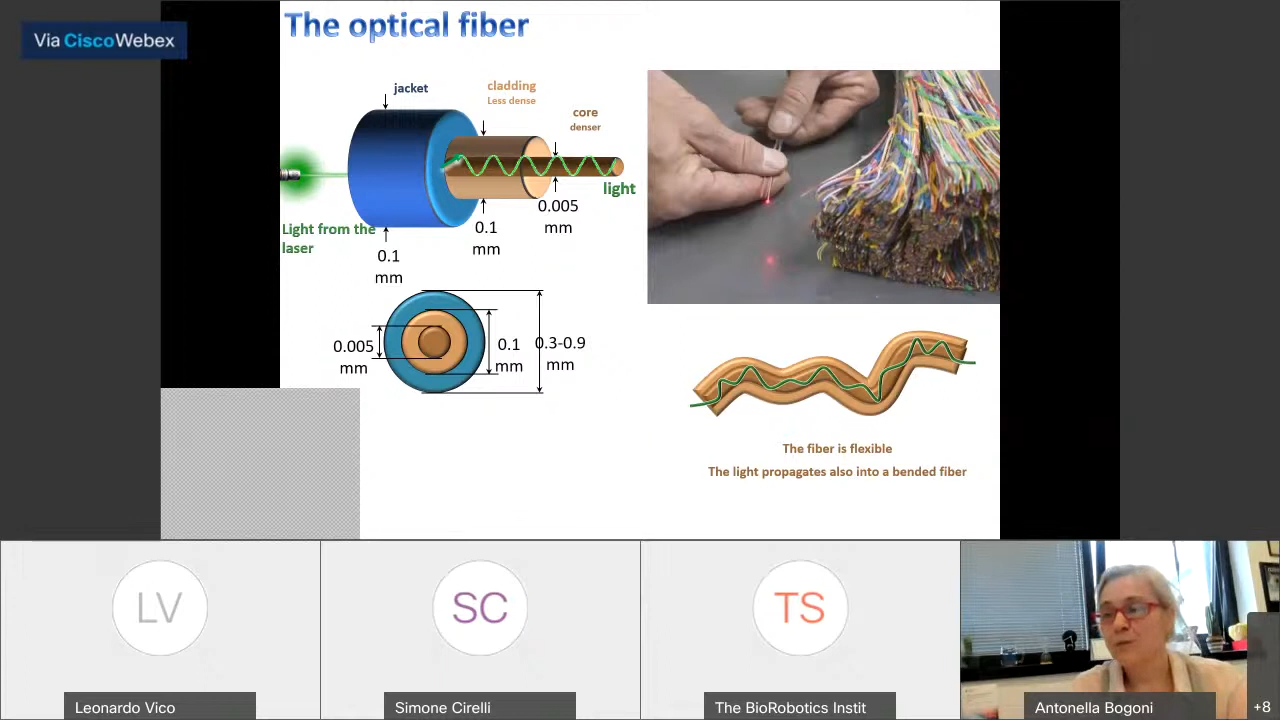 The optical fiber
Via CiscoWebex
jacket
cladding
Less dense
core
denser
light
Light from the
laser
0.005
mm
0.1
mm
0.1
mm
0.005
mm
0.1
mm
0.3-0.9
mm
The fiber is flexible
The light propagates also into a bended fiber
LV
SC
TS
Leonardo Vico
Simone Cirelli
The BioRobotics Instit
Antonella Bogoni
+8